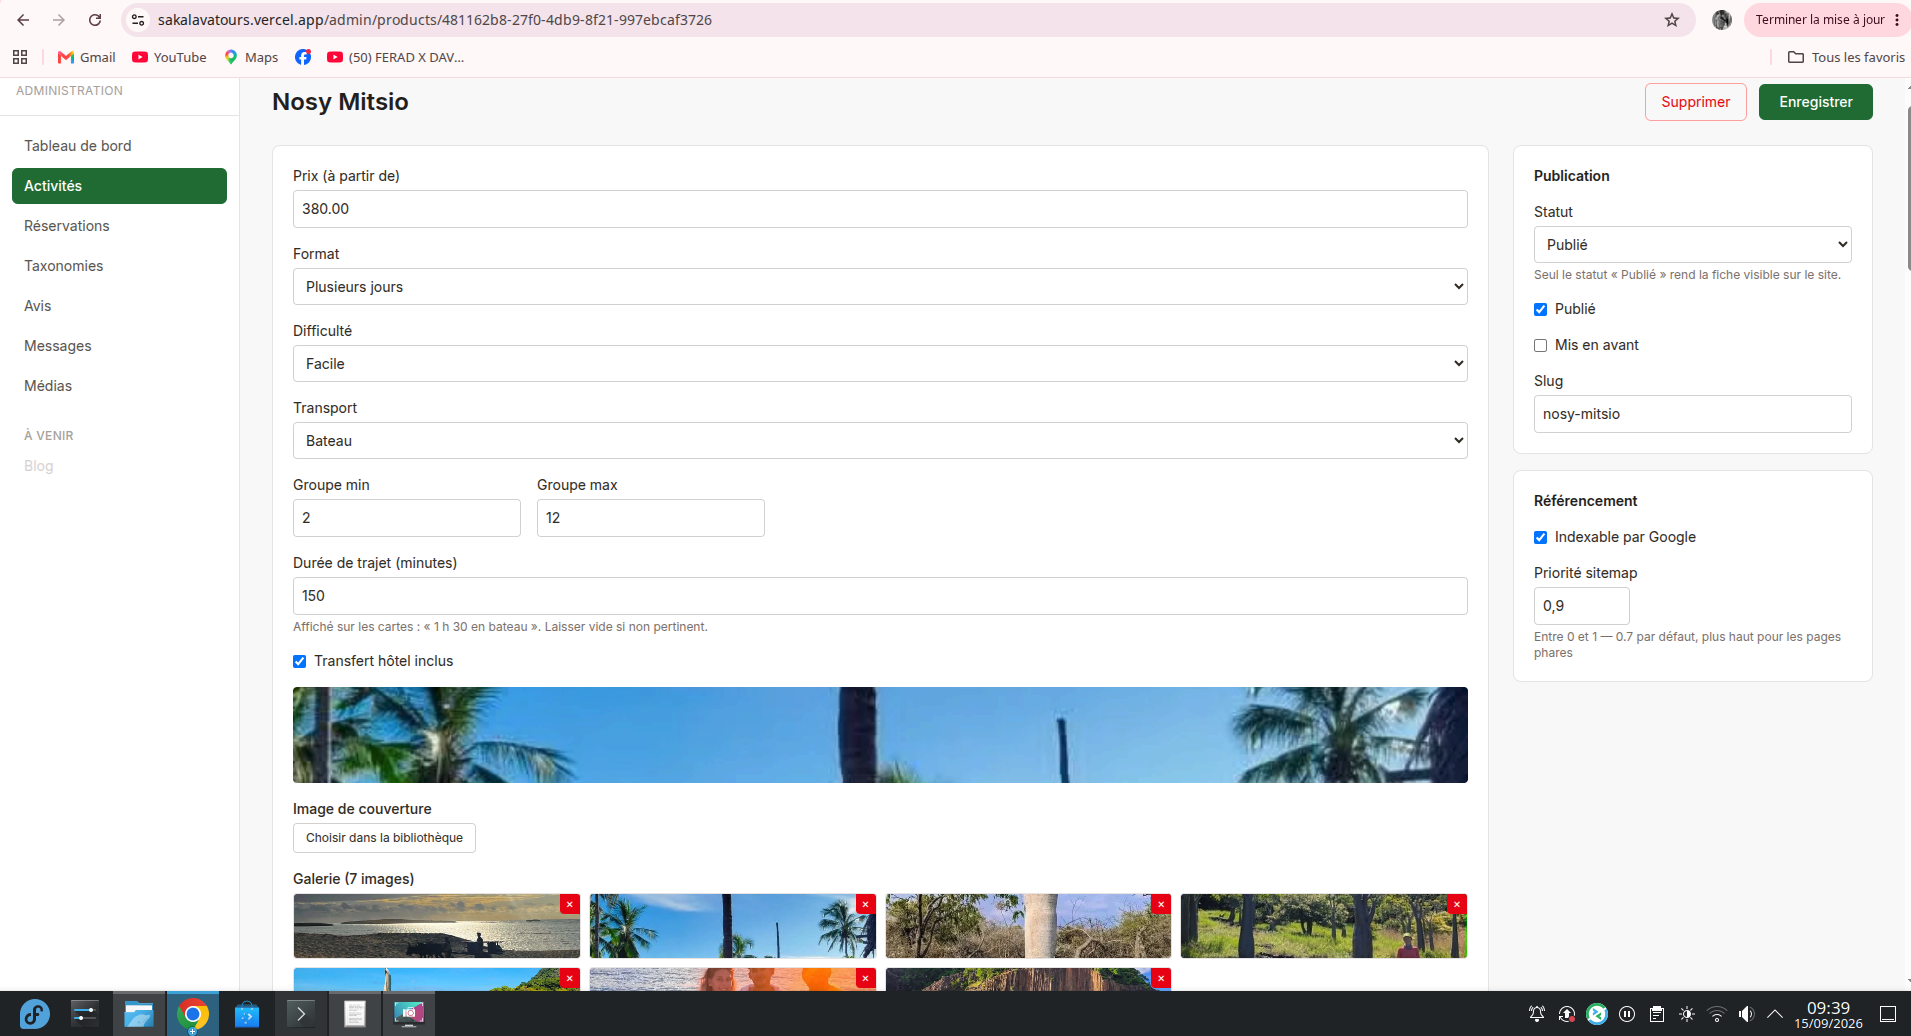 sakalavatours.vercel.app/admin/products/481162b8-27f0-4db9-8f21-997ebcaf3726
Terminer la mise à jour
Gmail
YouTube
Maps
(50) FERAD X DAV...
Tous les favoris
ADMINISTRATION
Tableau de bord
Activités
Réservations
Taxonomies
Avis
Messages
Médias
À VENIR
Blog
Nosy Mitsio
Supprimer
Enregistrer
Prix (à partir de)
380.00
Format
Plusieurs jours
Difficulté
Facile
Transport
Bateau
Groupe min
Groupe max
2
12
Durée de trajet (minutes)
150
Affiché sur les cartes : « 1 h 30 en bateau ». Laisser vide si non pertinent.
Transfert hôtel inclus
Image de couverture
Choisir dans la bibliothèque
Galerie (7 images)
Publication
Statut
Publié
Seul le statut « Publié » rend la fiche visible sur le site.
Publié
Mis en avant
Slug
nosy-mitsio
Référencement
Indexable par Google
Priorité sitemap
0,9
Entre 0 et 1 — 0.7 par défaut, plus haut pour les pages
phares
09:39
15/09/2026